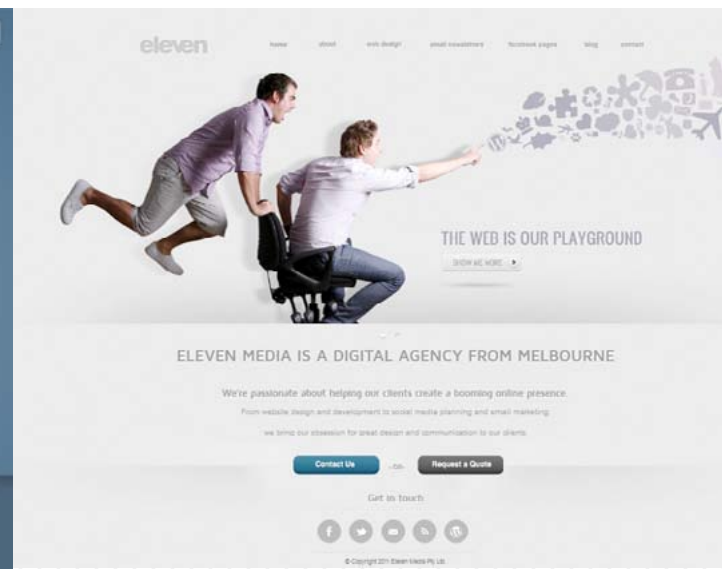 eleven
home about web design email newsletters facebook pages blog contact
THE WEB IS OUR PLAYGROUND
SHOW ME MORE
ELEVEN MEDIA IS A DIGITAL AGENCY FROM MELBOURNE
We're passionate about helping our clients create a booming online presence.
From website design and development to social media planning and email marketing
we bring our obsession for great design and communication to our clients.
Contact Us
Request a Quote
Get in touch
© Copyright 2011 Eleven Media Pty Ltd.